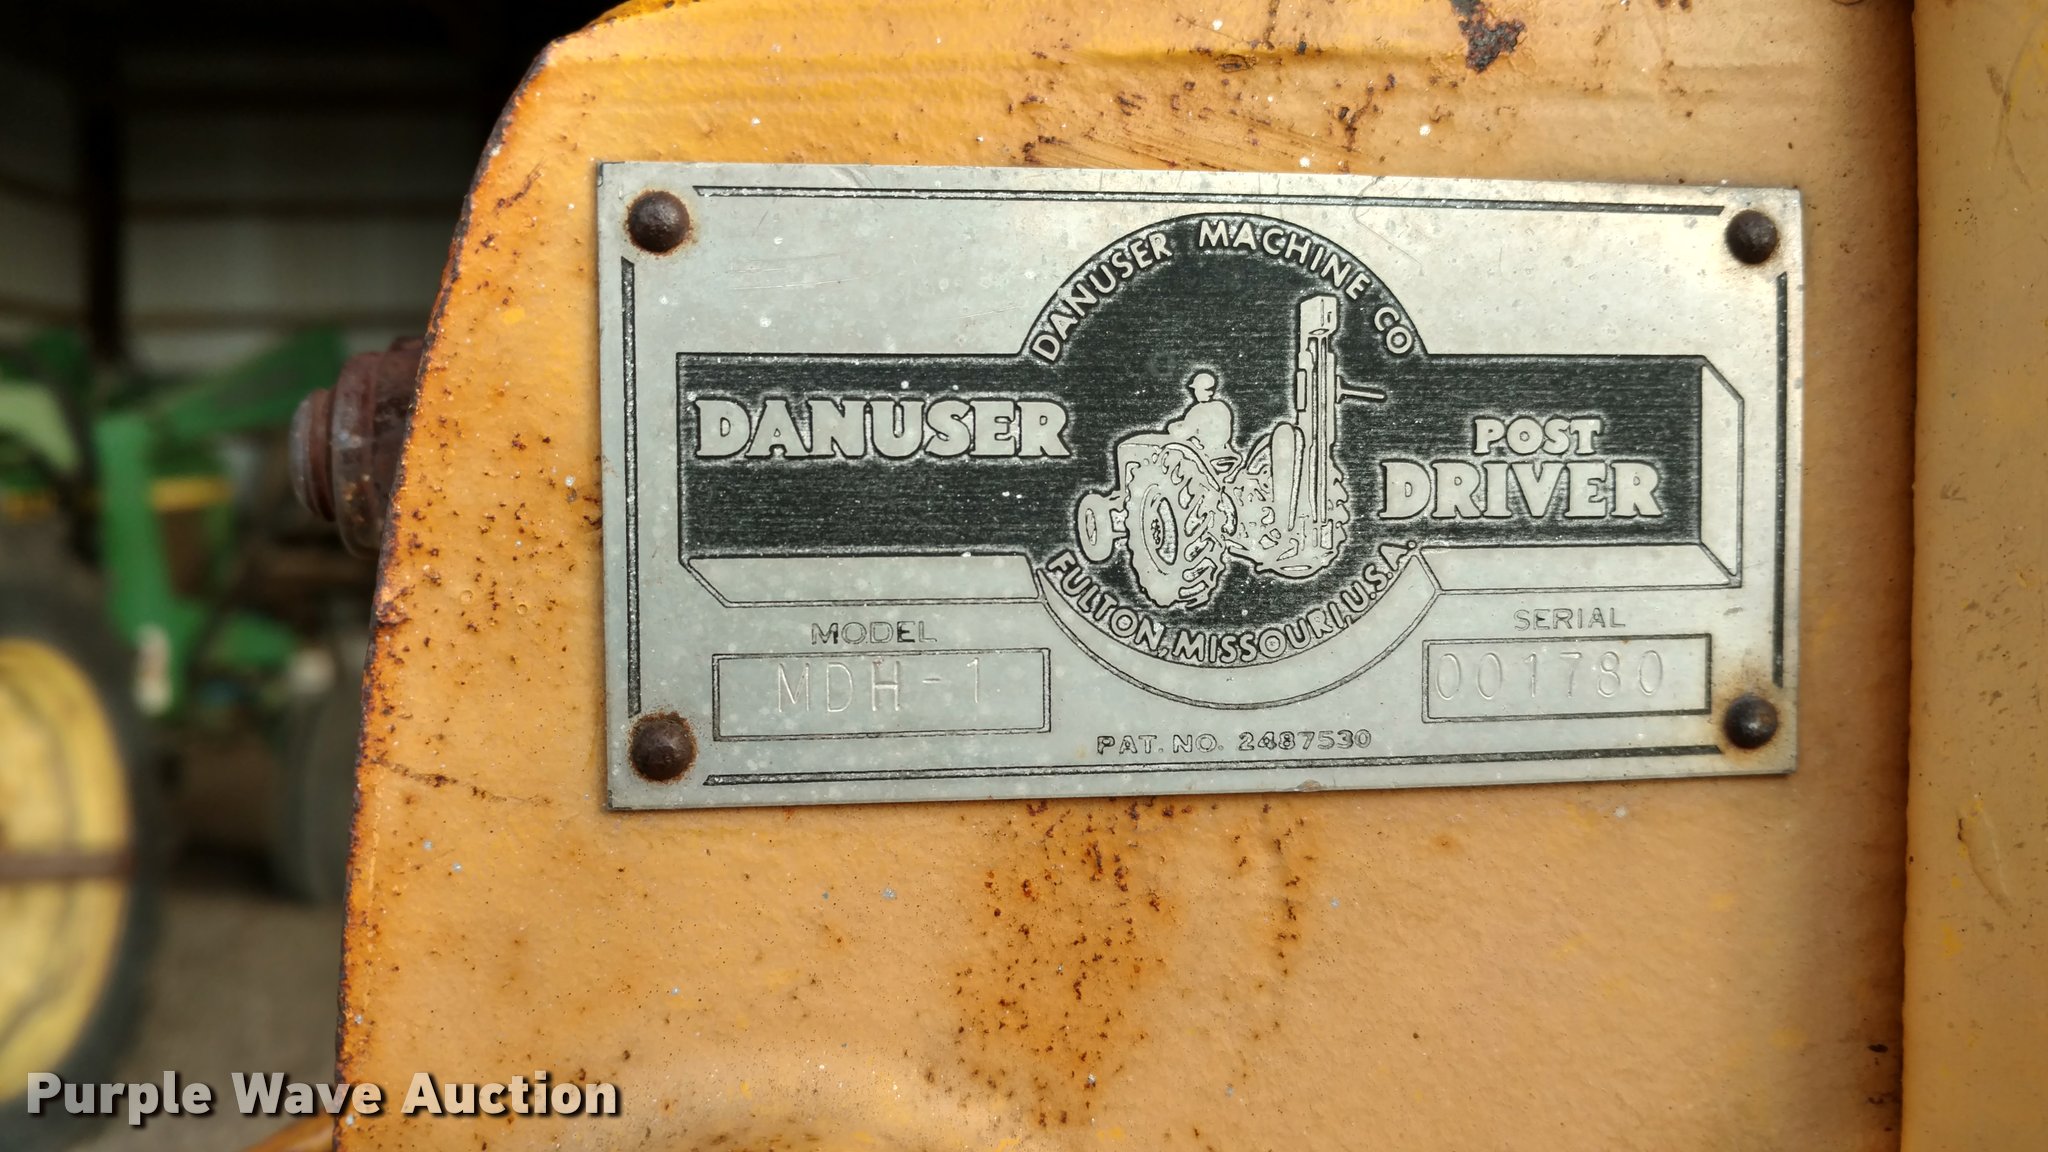 DANUSER MACHINE CO
DANUSER
POST
DRIVER
FULTON, MISSOURI, U.S.A.
MODEL
MDH-1
SERIAL
001780
PAT. NO. 2487530
Purple Wave Auction